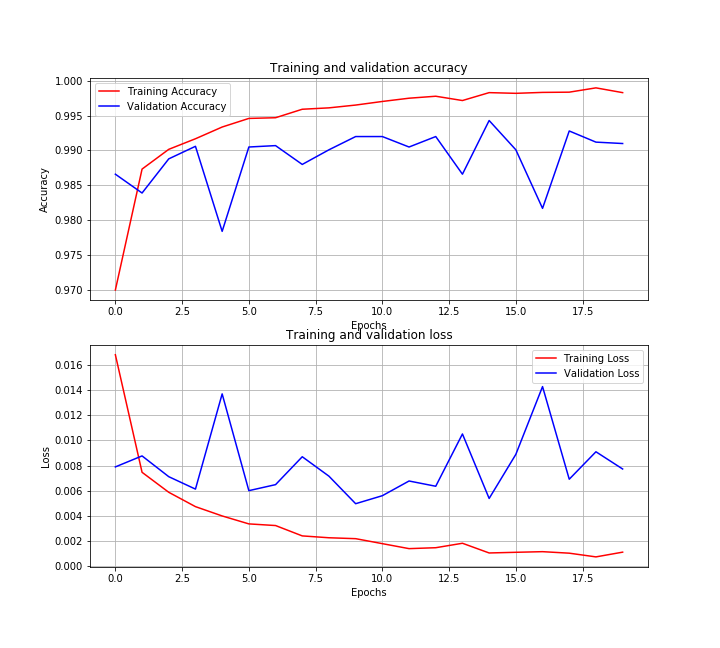 Training and validation accuracy
1.000
0.995
0.990
0.985
0.980
0.975
0.970
Accuracy
Training Accuracy
Validation Accuracy
0.0 2.5 5.0 7.5 10.0 12.5 15.0 17.5
Epochs
Training and validation loss
0.016
0.014
0.012
0.010
0.008
0.006
0.004
0.002
0.000
Loss
Training Loss
Validation Loss
0.0 2.5 5.0 7.5 10.0 12.5 15.0 17.5
Epochs